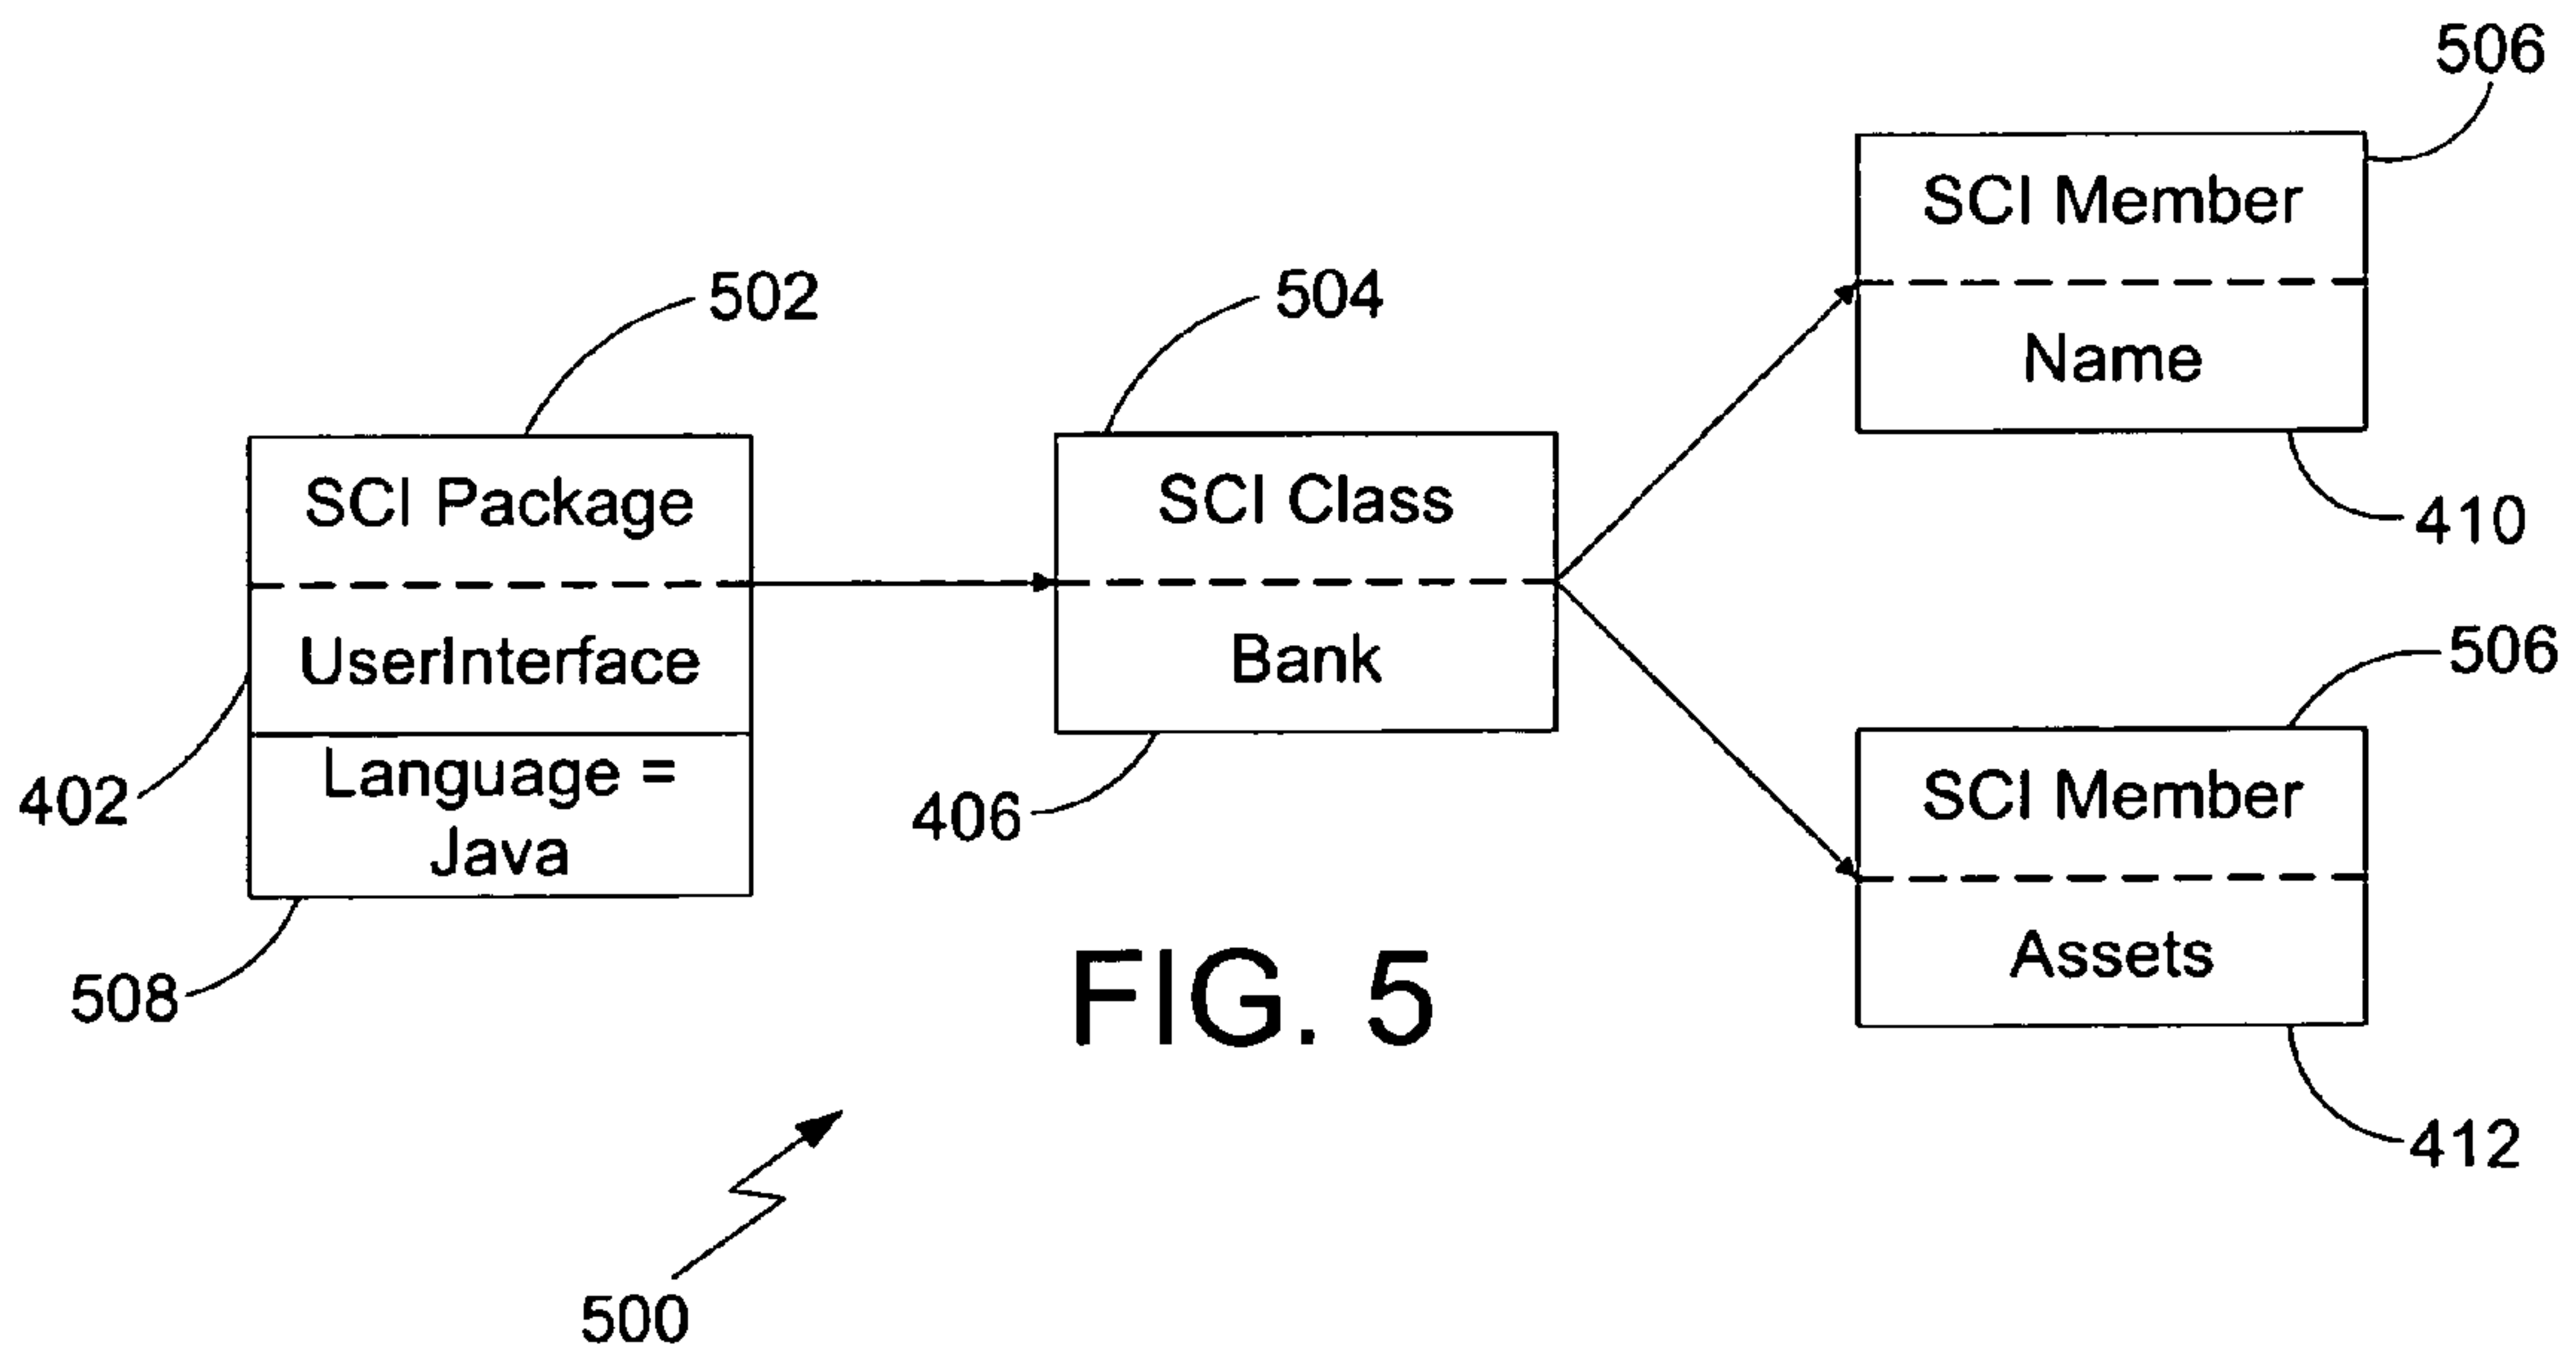 506
SCI Member
Name
410
502
504
SCI Package
UserInterface
Language =
Java
402
508
SCI Class
Bank
406
506
SCI Member
Assets
412
FIG. 5
500